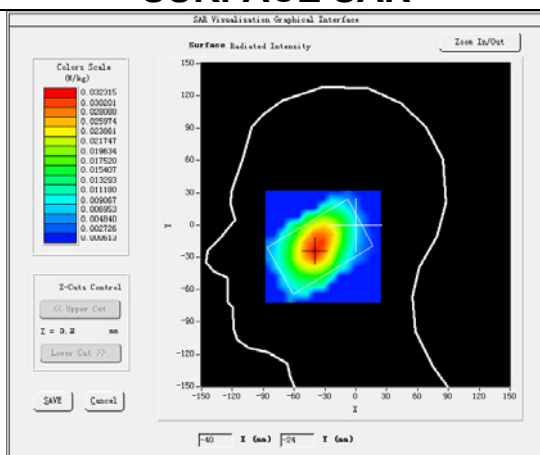 SURFACE SAR
SAR Visualisation Graphical Interface
Surface Radiated Intensity
Zoom In/Out
Colors Scale
(W/kg)
0.032315
0.030201
0.028088
0.025974
0.023861
0.021747
0.019634
0.017520
0.015407
0.013293
0.011180
0.009067
0.006953
0.004840
0.002726
0.000613
150
120
90
60
30
0
-30
-60
-90
-120
-150
Y
-150 -120 -90 -60 -30 0 30 60 90 120 150
X
Z-Cuts Control
<< Upper Cut
Z = 3.2 mm
Lower Cut >>
SAVE Cancel
-40 X (mm) -24 Y (mm)